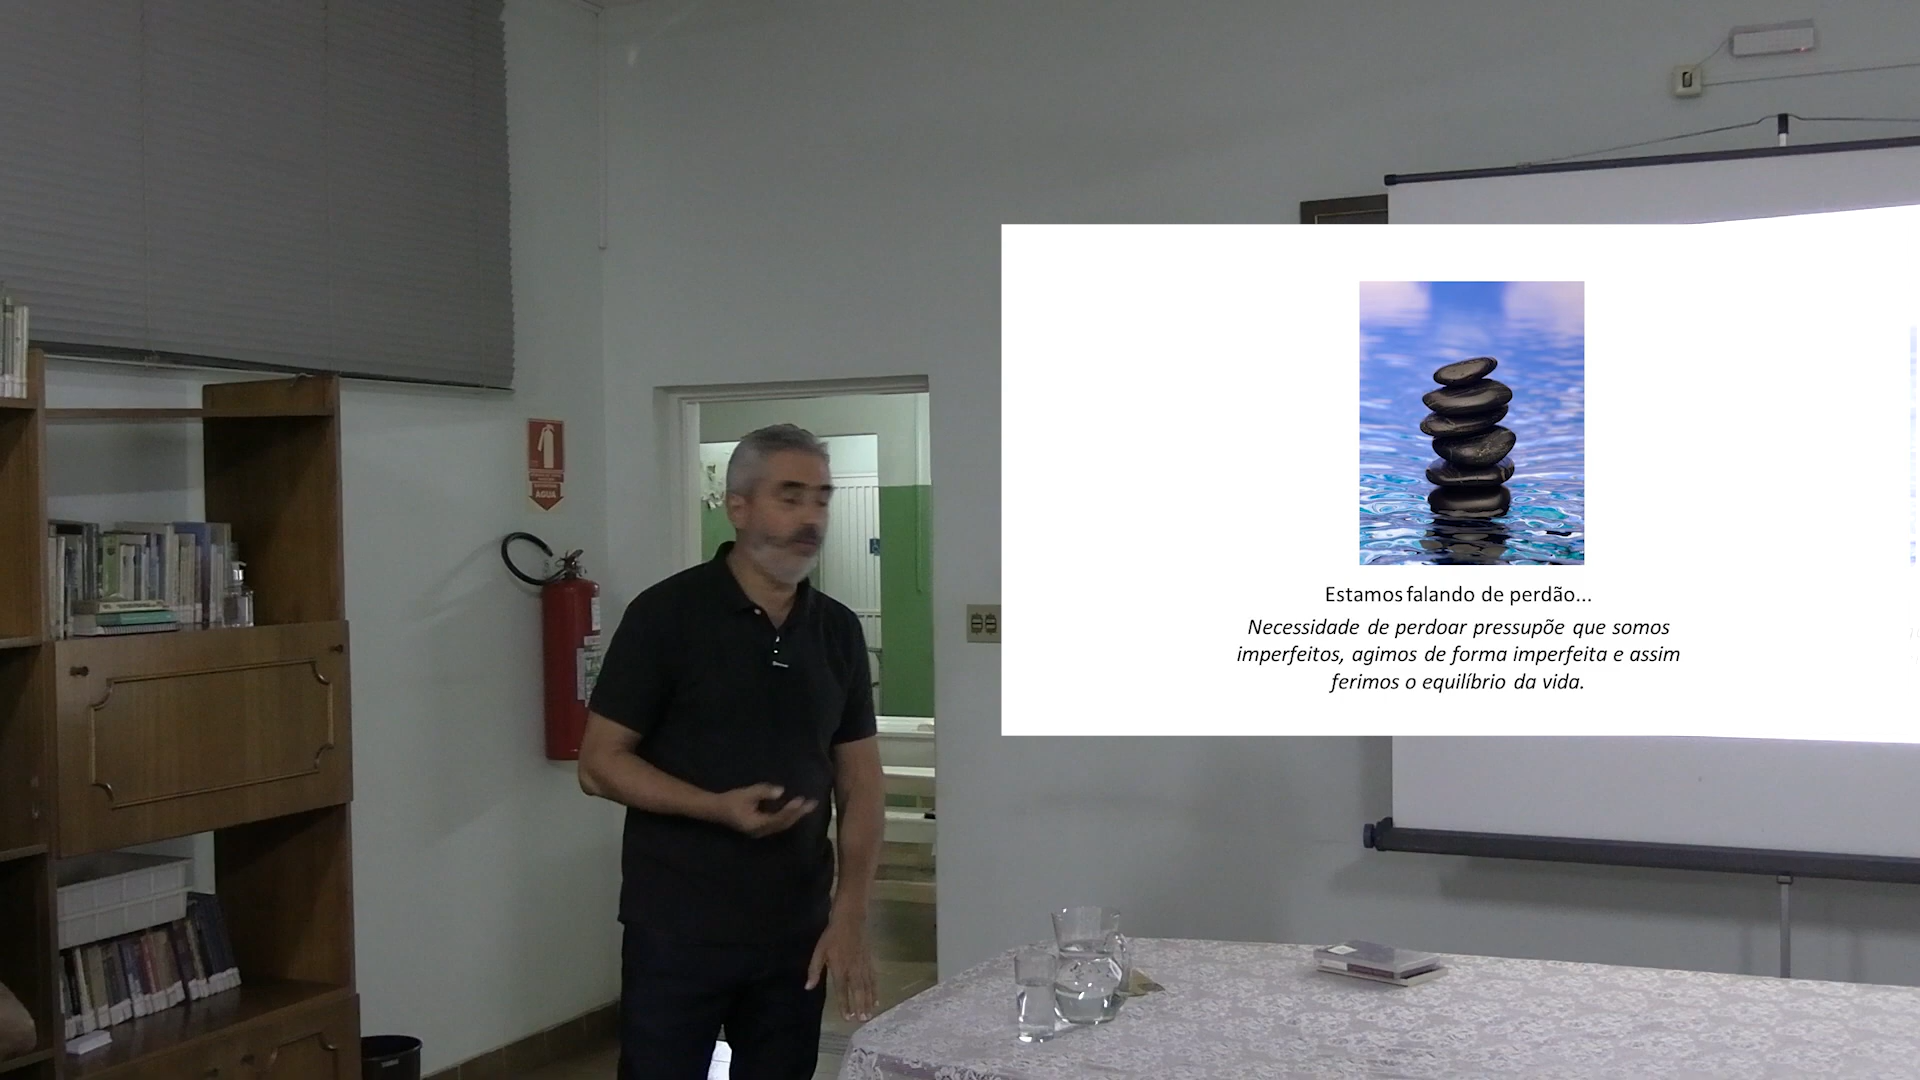 ÁGUA
Estamos falando de perdão...
Necessidade de perdoar pressupõe que somos
imperfeitos, agimos de forma imperfeita e assim
ferimos o equilíbrio da vida.